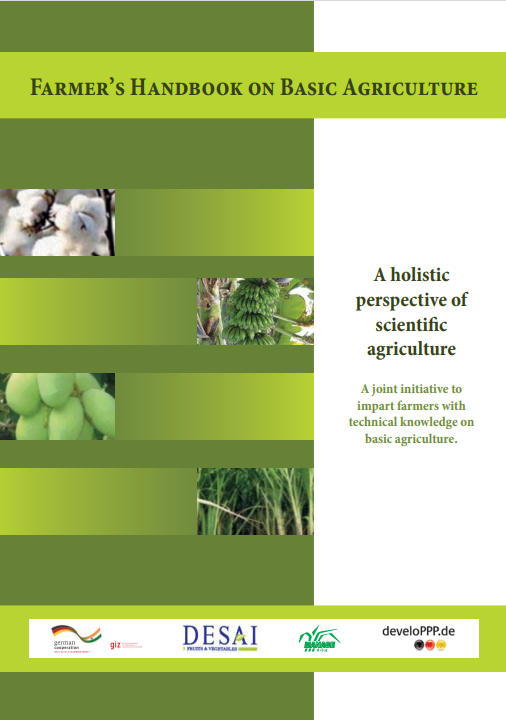 FARMER'S HANDBOOK ON BASIC AGRICULTURE
A holistic
perspective of
scientific
agriculture
A joint initiative to
impart farmers with
technical knowledge on
basic agriculture.
german
cooperation
giz
DESAI
FRUITS & VEGETABLES
MANAGE
develoPPP.de